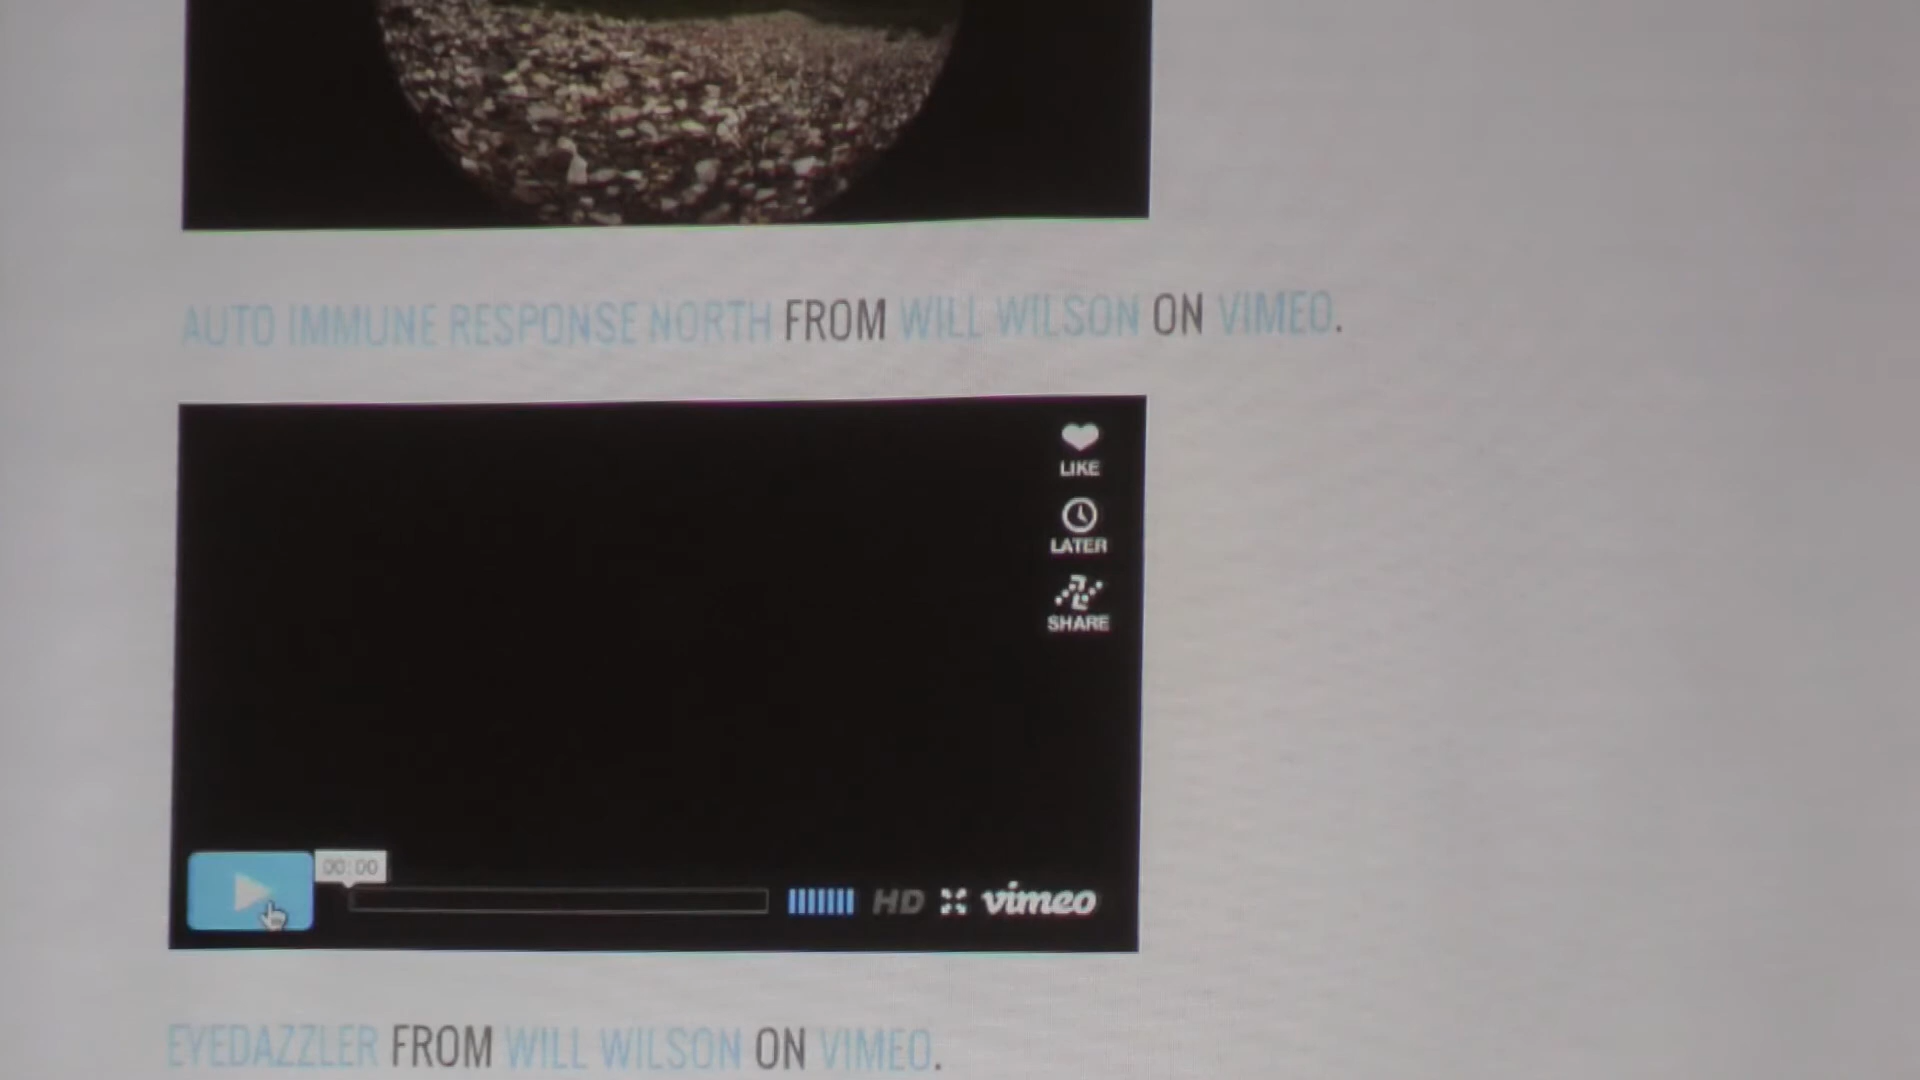 AUTO IMMUNE RESPONSE NORTH FROM WILL WILSON ON VIMEO.
LIKE
LATER
SHARE
00:00
HD vimeo
EYEDAZZLER FROM WILL WILSON ON VIMEO.